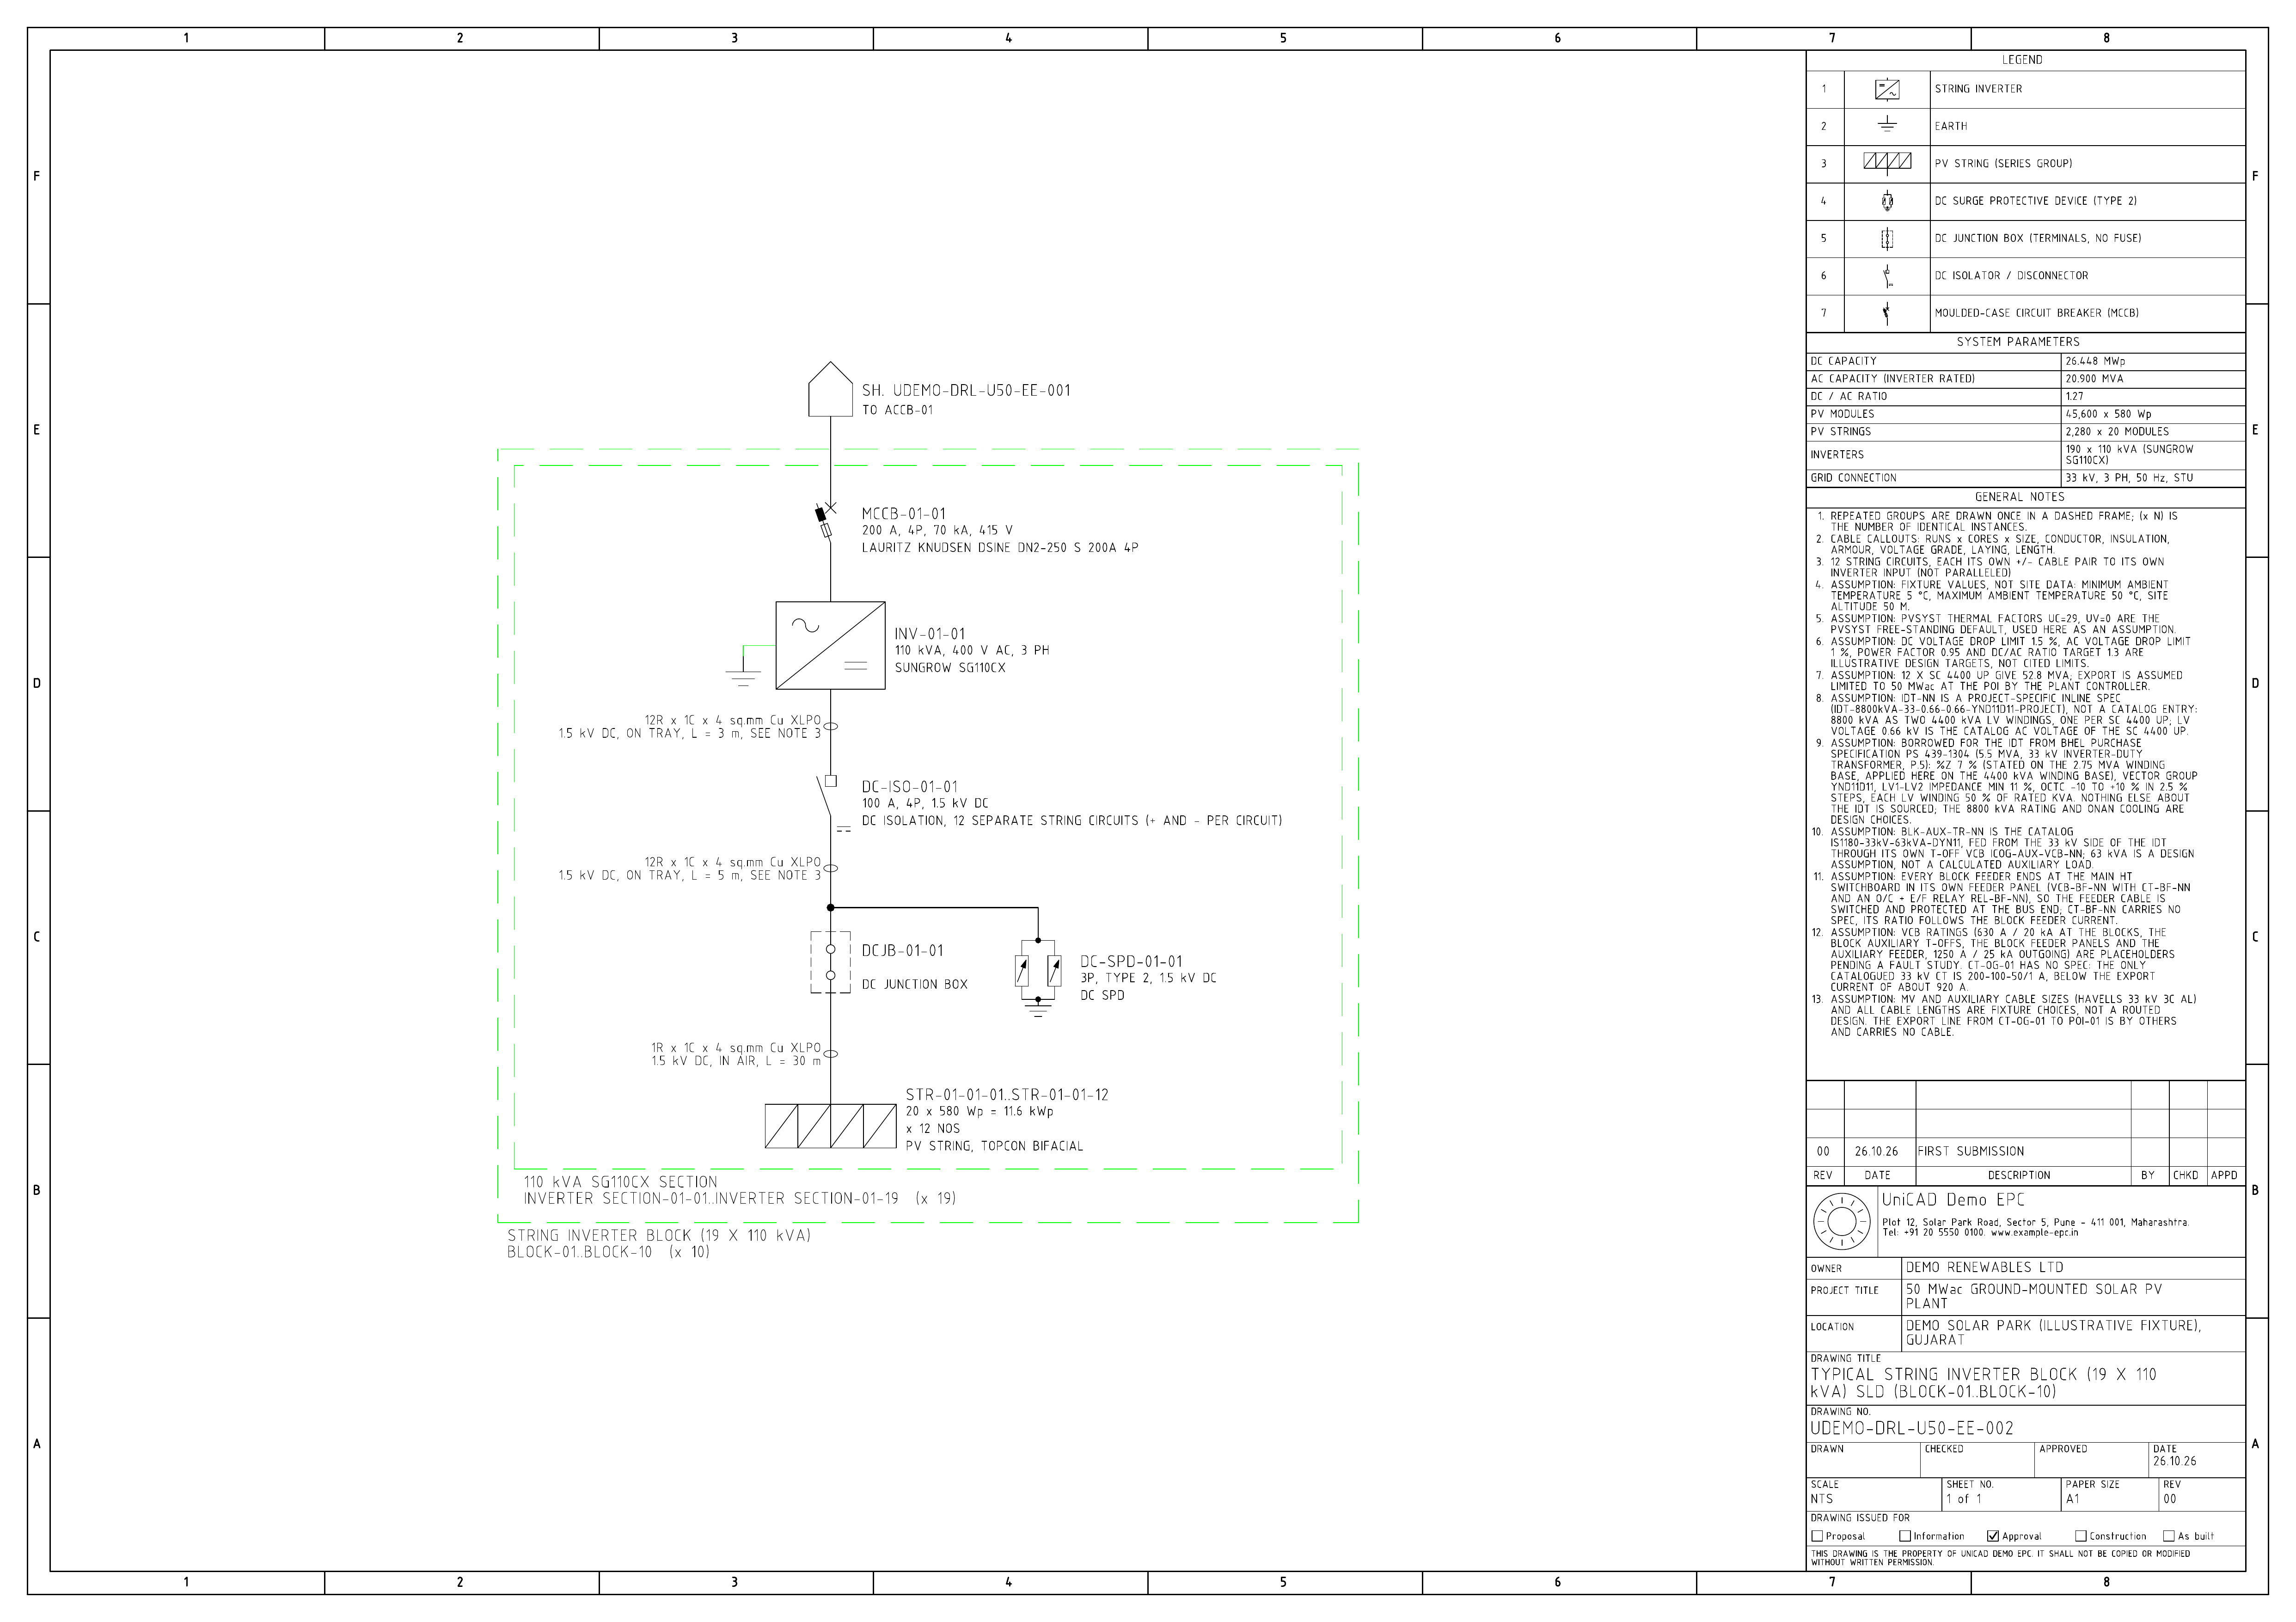 1 2 3 4 5 6 7 8
F F
E E
D D
C C
B B
A A
1 2 3 4 5 6 7 8
SH. UDEMO-DRL-U50-EE-001
TO ACCB-01
MCCB-01-01
200 A, 4P, 70 kA, 415 V
LAURITZ KNUDSEN DSINE DN2-250 S 200A 4P
INV-01-01
110 kVA, 400 V AC, 3 PH
SUNGROW SG110CX
12R x 1C x 4 sq.mm Cu XLPO
1.5 kV DC, ON TRAY, L = 3 m, SEE NOTE 3
DC-ISO-01-01
100 A, 4P, 1.5 kV DC
DC ISOLATION, 12 SEPARATE STRING CIRCUITS (+ AND - PER CIRCUIT)
12R x 1C x 4 sq.mm Cu XLPO
1.5 kV DC, ON TRAY, L = 5 m, SEE NOTE 3
DCJB-01-01
DC JUNCTION BOX
DC-SPD-01-01
3P, TYPE 2, 1.5 kV DC
DC SPD
1R x 1C x 4 sq.mm Cu XLPO
1.5 kV DC, IN AIR, L = 30 m
STR-01-01-01..STR-01-01-12
20 x 580 Wp = 11.6 kWp
x 12 NOS
PV STRING, TOPCON BIFACIAL
110 kVA SG110CX SECTION
INVERTER SECTION-01-01..INVERTER SECTION-01-19 (x 19)
STRING INVERTER BLOCK (19 X 110 kVA)
BLOCK-01..BLOCK-10 (x 10)
LEGEND
1 STRING INVERTER
2 EARTH
3 PV STRING (SERIES GROUP)
4 DC SURGE PROTECTIVE DEVICE (TYPE 2)
5 DC JUNCTION BOX (TERMINALS, NO FUSE)
6 DC ISOLATOR / DISCONNECTOR
7 MOULDED-CASE CIRCUIT BREAKER (MCCB)
SYSTEM PARAMETERS
DC CAPACITY 26.448 MWp
AC CAPACITY (INVERTER RATED) 20.900 MVA
DC / AC RATIO 1.27
PV MODULES 45,600 x 580 Wp
PV STRINGS 2,280 x 20 MODULES
INVERTERS 190 x 110 kVA (SUNGROW
SG110CX)
GRID CONNECTION 33 kV, 3 PH, 50 Hz, STU
GENERAL NOTES
1. REPEATED GROUPS ARE DRAWN ONCE IN A DASHED FRAME; (x N) IS
THE NUMBER OF IDENTICAL INSTANCES.
2. CABLE CALLOUTS: RUNS x CORES x SIZE, CONDUCTOR, INSULATION,
ARMOUR, VOLTAGE GRADE, LAYING, LENGTH.
3. 12 STRING CIRCUITS, EACH ITS OWN +/- CABLE PAIR TO ITS OWN
INVERTER INPUT (NOT PARALLELED)
4. ASSUMPTION: FIXTURE VALUES, NOT SITE DATA: MINIMUM AMBIENT
TEMPERATURE 5 °C, MAXIMUM AMBIENT TEMPERATURE 50 °C, SITE
ALTITUDE 50 M.
5. ASSUMPTION: PVSYST THERMAL FACTORS UC=29, UV=0 ARE THE
PVSYST FREE-STANDING DEFAULT, USED HERE AS AN ASSUMPTION.
6. ASSUMPTION: DC VOLTAGE DROP LIMIT 1.5 %, AC VOLTAGE DROP LIMIT
1 %, POWER FACTOR 0.95 AND DC/AC RATIO TARGET 1.3 ARE
ILLUSTRATIVE DESIGN TARGETS, NOT CITED LIMITS.
7. ASSUMPTION: 12 X SC 4400 UP GIVE 52.8 MVA; EXPORT IS ASSUMED
LIMITED TO 50 MWac AT THE POI BY THE PLANT CONTROLLER.
8. ASSUMPTION: IDT-NN IS A PROJECT-SPECIFIC INLINE SPEC
(IDT-8800kVA-33-0.66-0.66-YND11D11-PROJECT), NOT A CATALOG ENTRY:
8800 kVA AS TWO 4400 kVA LV WINDINGS, ONE PER SC 4400 UP; LV
VOLTAGE 0.66 kV IS THE CATALOG AC VOLTAGE OF THE SC 4400 UP.
9. ASSUMPTION: BORROWED FOR THE IDT FROM BHEL PURCHASE
SPECIFICATION PS 439-1304 (5.5 MVA, 33 kV INVERTER-DUTY
TRANSFORMER, P.5): %Z 7 % (STATED ON THE 2.75 MVA WINDING
BASE, APPLIED HERE ON THE 4400 kVA WINDING BASE), VECTOR GROUP
YND11D11, LV1-LV2 IMPEDANCE MIN 11 %, OCTC -10 TO +10 % IN 2.5 %
STEPS, EACH LV WINDING 50 % OF RATED KVA. NOTHING ELSE ABOUT
THE IDT IS SOURCED; THE 8800 kVA RATING AND ONAN COOLING ARE
DESIGN CHOICES.
10. ASSUMPTION: BLK-AUX-TR-NN IS THE CATALOG
IS1180-33kV-63kVA-DYN11, FED FROM THE 33 kV SIDE OF THE IDT
THROUGH ITS OWN T-OFF VCB ICOG-AUX-VCB-NN; 63 kVA IS A DESIGN
ASSUMPTION, NOT A CALCULATED AUXILIARY LOAD.
11. ASSUMPTION: EVERY BLOCK FEEDER ENDS AT THE MAIN HT
SWITCHBOARD IN ITS OWN FEEDER PANEL (VCB-BF-NN WITH CT-BF-NN
AND AN O/C + E/F RELAY REL-BF-NN), SO THE FEEDER CABLE IS
SWITCHED AND PROTECTED AT THE BUS END; CT-BF-NN CARRIES NO
SPEC, ITS RATIO FOLLOWS THE BLOCK FEEDER CURRENT.
12. ASSUMPTION: VCB RATINGS (630 A / 20 kA AT THE BLOCKS, THE
BLOCK AUXILIARY T-OFFS, THE BLOCK FEEDER PANELS AND THE
AUXILIARY FEEDER, 1250 A / 25 kA OUTGOING) ARE PLACEHOLDERS
PENDING A FAULT STUDY. CT-OG-01 HAS NO SPEC: THE ONLY
CATALOGUED 33 kV CT IS 200-100-50/1 A, BELOW THE EXPORT
CURRENT OF ABOUT 920 A.
13. ASSUMPTION: MV AND AUXILIARY CABLE SIZES (HAVELLS 33 kV 3C AL)
AND ALL CABLE LENGTHS ARE FIXTURE CHOICES, NOT A ROUTED
DESIGN. THE EXPORT LINE FROM CT-OG-01 TO POI-01 IS BY OTHERS
AND CARRIES NO CABLE.
00 26.10.26 FIRST SUBMISSION
REV DATE DESCRIPTION BY CHKD APPD
UniCAD Demo EPC
Plot 12, Solar Park Road, Sector 5, Pune - 411 001, Maharashtra.
Tel: +91 20 5550 0100. www.example-epc.in
OWNER DEMO RENEWABLES LTD
PROJECT TITLE 50 MWac GROUND-MOUNTED SOLAR PV
PLANT
LOCATION DEMO SOLAR PARK (ILLUSTRATIVE FIXTURE),
GUJARAT
DRAWING TITLE
TYPICAL STRING INVERTER BLOCK (19 X 110
kVA) SLD (BLOCK-01..BLOCK-10)
DRAWING NO.
UDEMO-DRL-U50-EE-002
DRAWN CHECKED APPROVED DATE
26.10.26
SCALE SHEET NO. PAPER SIZE REV
NTS 1 of 1 A1 00
DRAWING ISSUED FOR
Proposal Information Approval Construction As built
THIS DRAWING IS THE PROPERTY OF UNICAD DEMO EPC. IT SHALL NOT BE COPIED OR MODIFIED
WITHOUT WRITTEN PERMISSION.